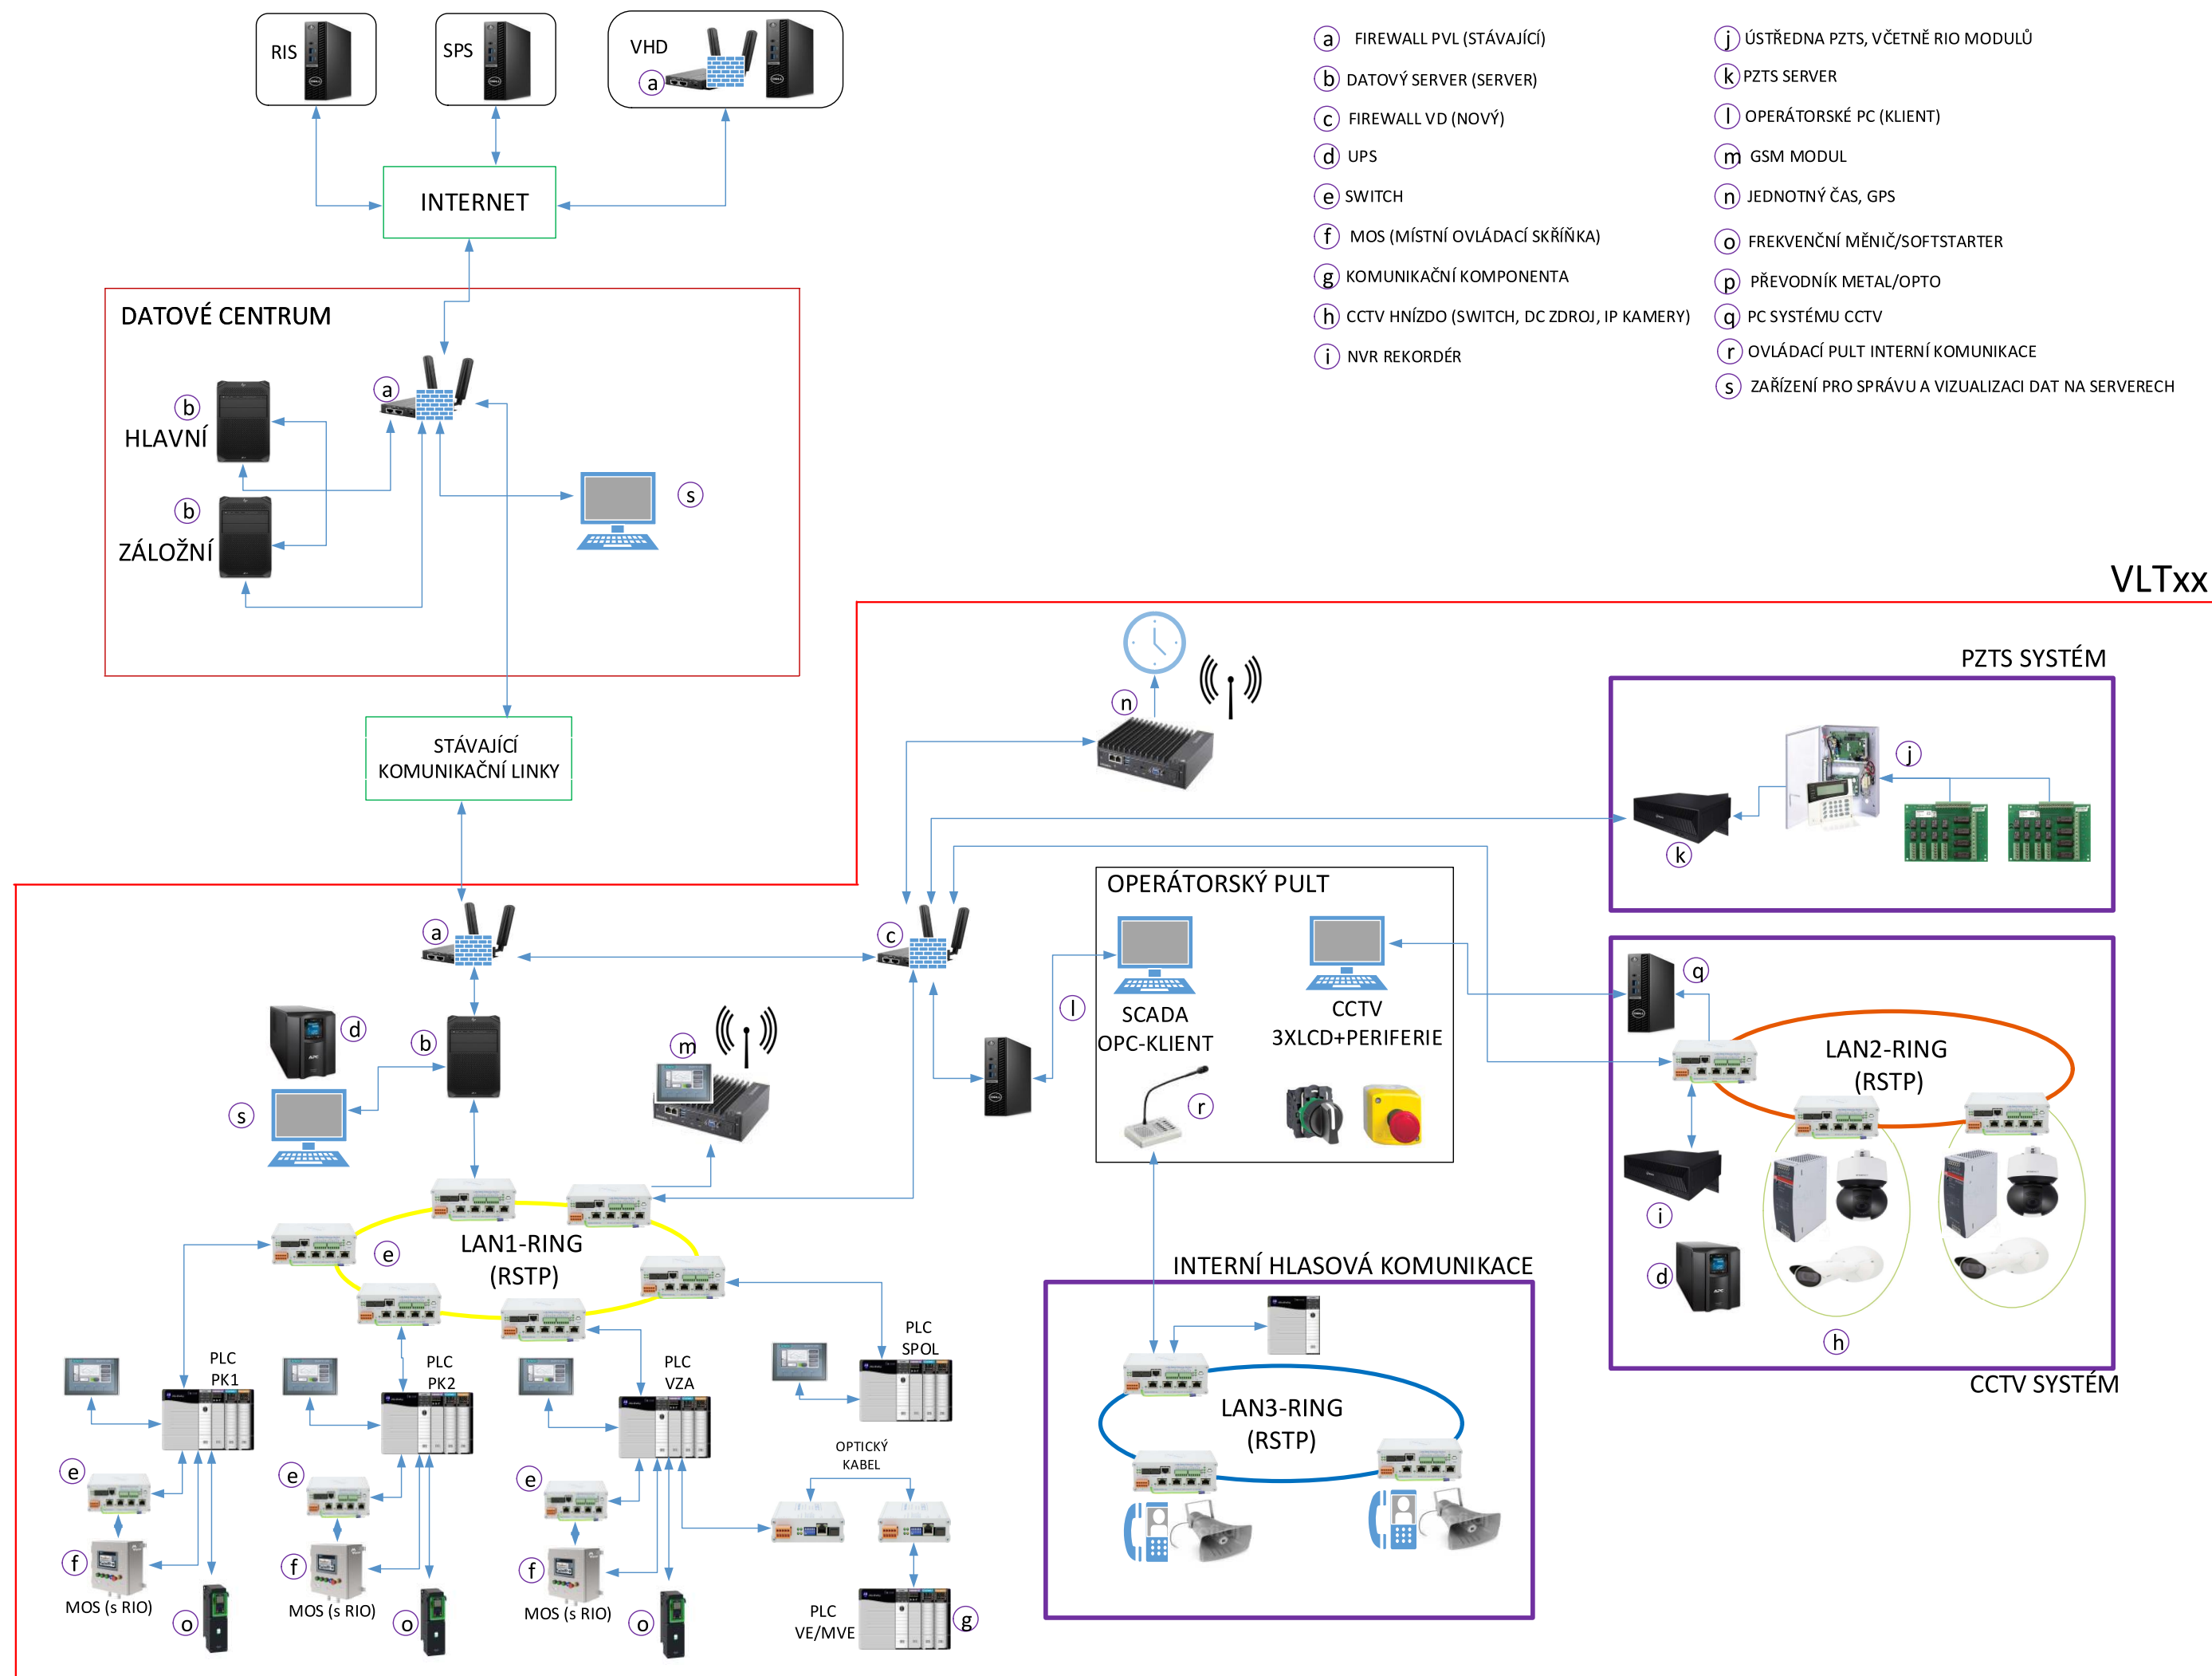 RIS
SPS
VHD
a
INTERNET
a FIREWALL PVL (STÁVAJÍCÍ)
b DATOVÝ SERVER (SERVER)
c FIREWALL VD (NOVÝ)
d UPS
e SWITCH
f MOS (MÍSTNÍ OVLÁDACÍ SKŘÍŇKA)
g KOMUNIKAČNÍ KOMPONENTA
h CCTV HNÍZDO (SWITCH, DC ZDROJ, IP KAMERY)
i NVR REKORDÉR
j ÚSTŘEDNA PZTS, VČETNĚ RIO MODULŮ
k PZTS SERVER
l OPERÁTORSKÉ PC (KLIENT)
m GSM MODUL
n JEDNOTNÝ ČAS, GPS
o FREKVENČNÍ MĚNIČ/SOFTSTARTER
p PŘEVODNÍK METAL/OPTO
q PC SYSTÉMU CCTV
r OVLÁDACÍ PULT INTERNÍ KOMUNIKACE
s ZAŘÍZENÍ PRO SPRÁVU A VIZUALIZACI DAT NA SERVERECH
DATOVÉ CENTRUM
a
b
HLAVNÍ
b
ZÁLOŽNÍ
s
STÁVAJÍCÍ
KOMUNIKAČNÍ LINKY
VLTxx
n
PZTS SYSTÉM
j
k
OPERÁTORSKÝ PULT
a
c
l
SCADA
OPC-KLIENT
CCTV
3XLCD+PERIFERIE
r
d
b
m
s
q
LAN2-RING
(RSTP)
i
d
h
CCTV SYSTÉM
e
LAN1-RING
(RSTP)
INTERNÍ HLASOVÁ KOMUNIKACE
LAN3-RING
(RSTP)
PLC
PK1
PLC
PK2
PLC
VZA
PLC
SPOL
OPTICKÝ
KABEL
e
e
e
f
f
f
MOS (s RIO)
MOS (s RIO)
MOS (s RIO)
o
o
o
PLC
VE/MVE
g